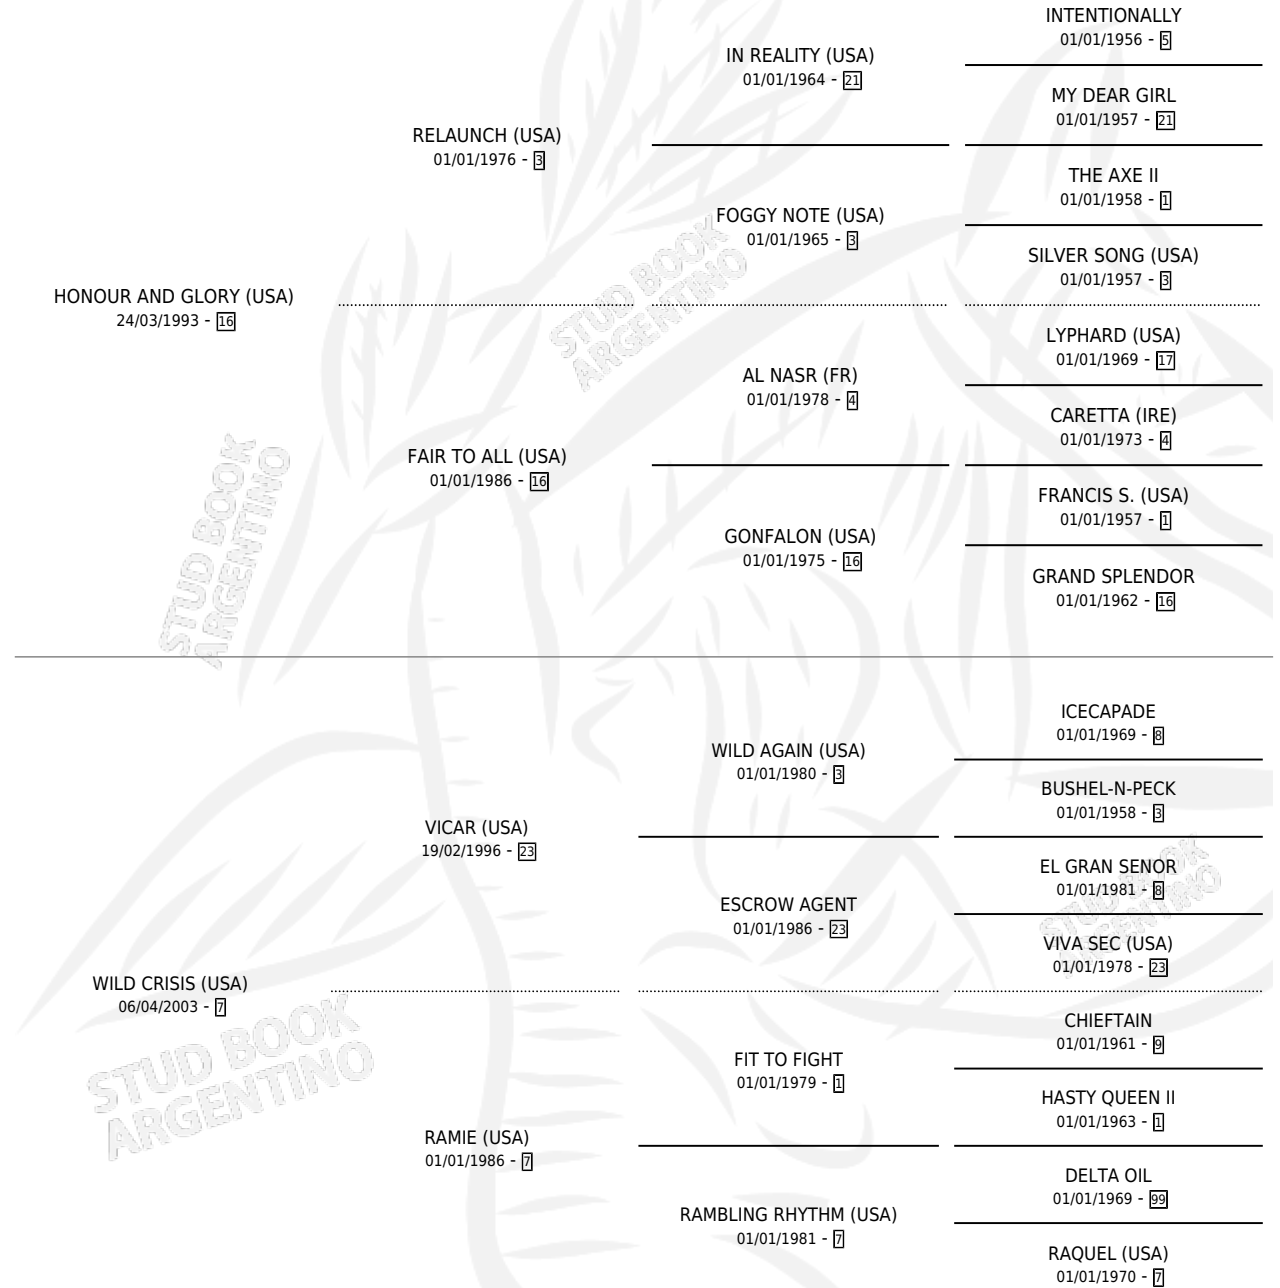 INTENTIONALLY
01/01/1956 - 5
IN REALITY (USA)
01/01/1964 - 21
MY DEAR GIRL
01/01/1957 - 21
RELAUNCH (USA)
01/01/1976 - 3
THE AXE II
01/01/1958 - 1
FOGGY NOTE (USA)
01/01/1965 - 3
SILVER SONG (USA)
01/01/1957 - 3
HONOUR AND GLORY (USA)
24/03/1993 - 16
LYPHARD (USA)
01/01/1969 - 17
AL NASR (FR)
01/01/1978 - 4
CARETTA (IRE)
01/01/1973 - 4
FAIR TO ALL (USA)
01/01/1986 - 16
FRANCIS S. (USA)
01/01/1957 - 1
GONFALON (USA)
01/01/1975 - 16
GRAND SPLENDOR
01/01/1962 - 16
ICECAPADE
01/01/1969 - 8
WILD AGAIN (USA)
01/01/1980 - 3
BUSHEL-N-PECK
01/01/1958 - 3
VICAR (USA)
19/02/1996 - 23
EL GRAN SENOR
01/01/1981 - 8
ESCROW AGENT
01/01/1986 - 23
VIVA SEC (USA)
01/01/1978 - 23
WILD CRISIS (USA)
06/04/2003 - 7
CHIEFTAIN
01/01/1961 - 9
FIT TO FIGHT
01/01/1979 - 1
HASTY QUEEN II
01/01/1963 - 1
RAMIE (USA)
01/01/1986 - 7
DELTA OIL
01/01/1969 - 99
RAMBLING RHYTHM (USA)
01/01/1981 - 7
RAQUEL (USA)
01/01/1970 - 7
STUD BOOK
ARGENTINO
STUD BOOK
ARGENTINO
STUD BOOK
ARGENTINO
STUD BOOK
ARGENTINO